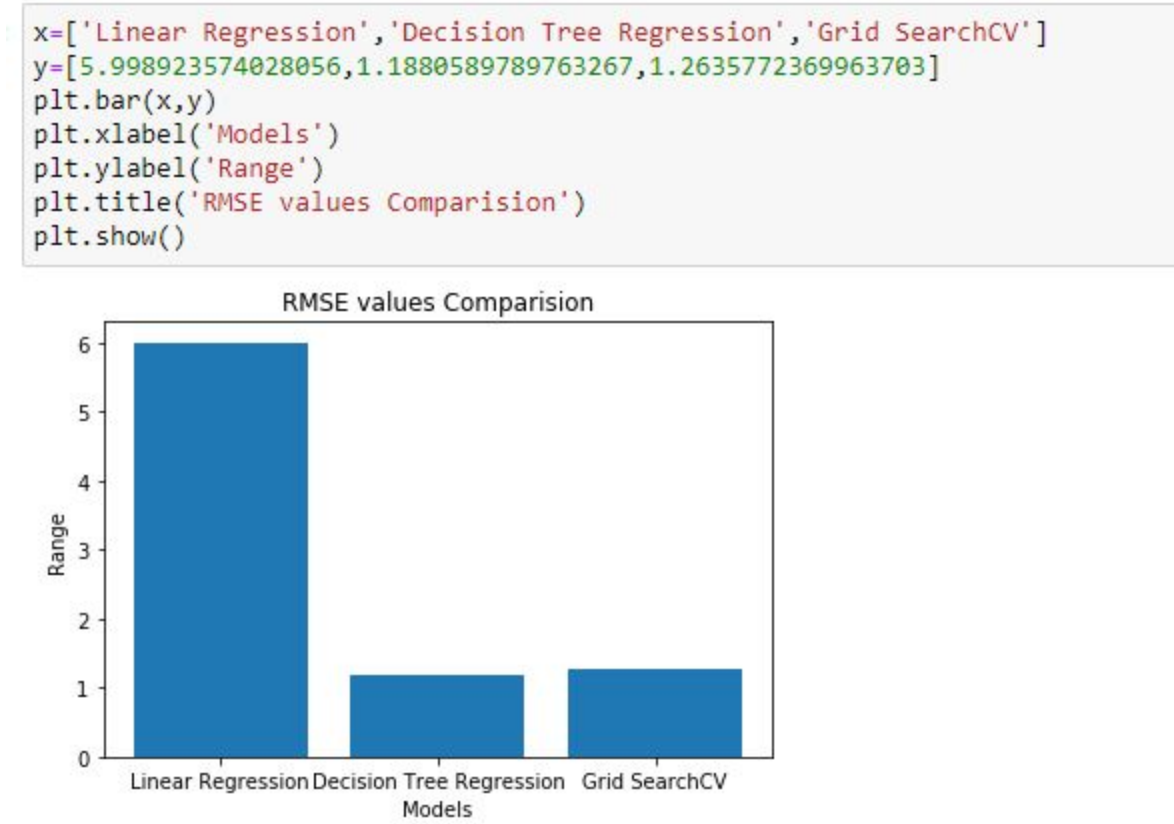 x=['Linear Regression','Decision Tree Regression','Grid SearchCV']
y=[5.998923574028056,1.1880589789763267,1.2635772369963703]
plt.bar(x,y)
plt.xlabel('Models')
plt.ylabel('Range')
plt.title('RMSE values Comparision')
plt.show()
RMSE values Comparision
6
5
4
3
2
1
0
Range
Linear Regression Decision Tree Regression Grid SearchCV
Models